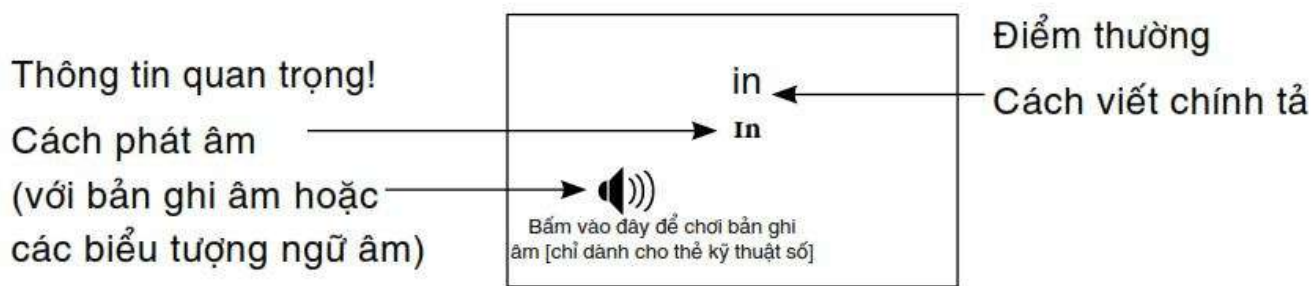 Thông tin quan trọng!
Cách phát âm
(với bản ghi âm hoặc
các biểu tượng ngữ âm)
in
In
Bấm vào đây để chơi bản ghi
âm [chỉ dành cho thẻ kỹ thuật số]
Điểm thường
Cách viết chính tả